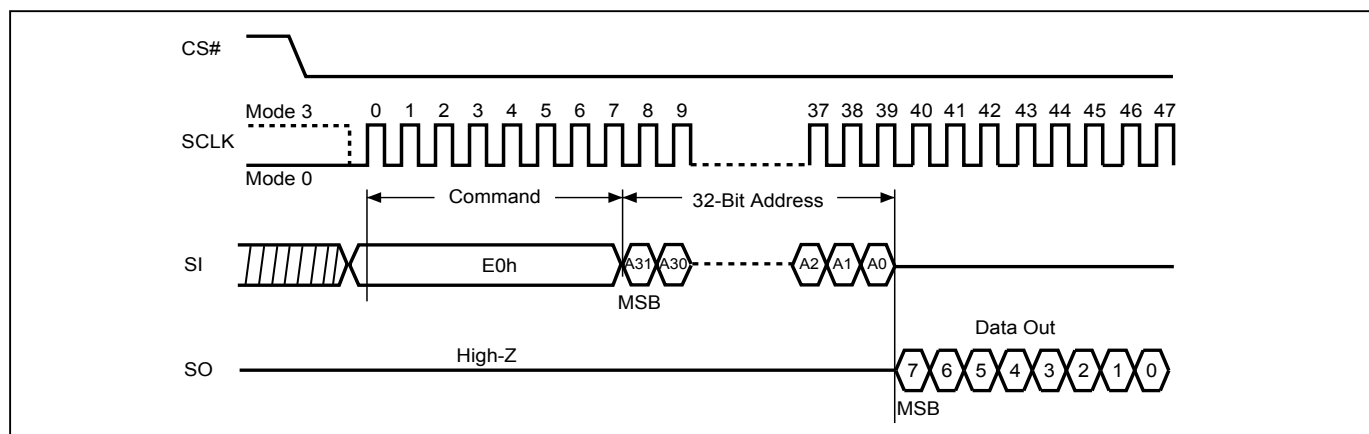 CS#
Mode 3
0 1 2 3 4 5 6 7 8 9 37 38 39 40 41 42 43 44 45 46 47
SCLK
Mode 0
Command 32-Bit Address
SI E0h A31 A30 A2 A1 A0
MSB
Data Out
High-Z
SO 7 6 5 4 3 2 1 0
MSB